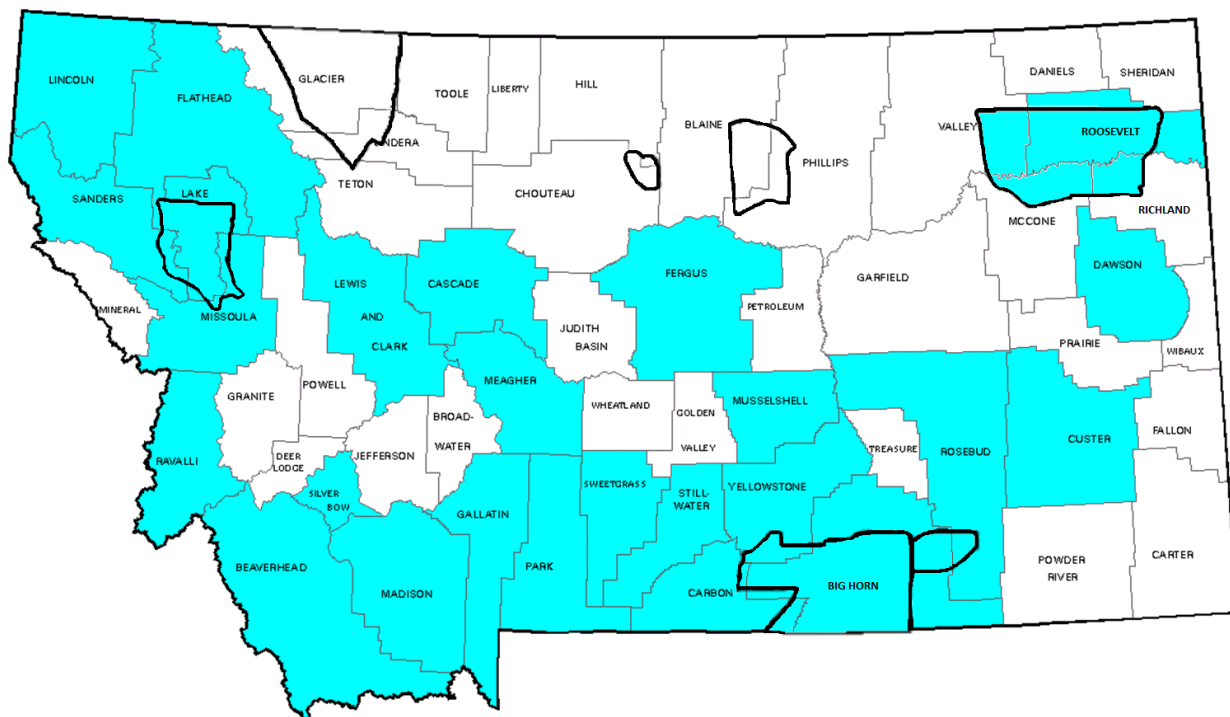 LINCOLN
FLATHEAD
GLACIER
TOOLE
LIBERTY
HILL
BLAINE
PHILLIPS
VALLEY
DANIELS
SHERIDAN
ROOSEVELT
SANDERS
LAKE
NDERA
TETON
CHOUTEAU
MCCONE
RICHLAND
MINERAL
MISSOULA
LEWIS
AND
CLARK
CASCADE
JUDITH
BASIN
FERGUS
PETROLEUM
GARFIELD
DAWSON
PRAIRIE
WIBAUX
GRANITE
POWELL
MEAGHER
BROAD-
WATER
WHEATLAND
GOLDEN
VALLEY
MUSSELSHELL
TREASURE
ROSEBUD
CUSTER
FALLON
RAVALLI
DEER
LODGE
JEFFERSON
SILVER
BOW
GALLATIN
PARK
SWEETGRASS
STILL-
WATER
YELLOWSTONE
BEAVERHEAD
MADISON
CARBON
BIG HORN
POWDER
RIVER
CARTER